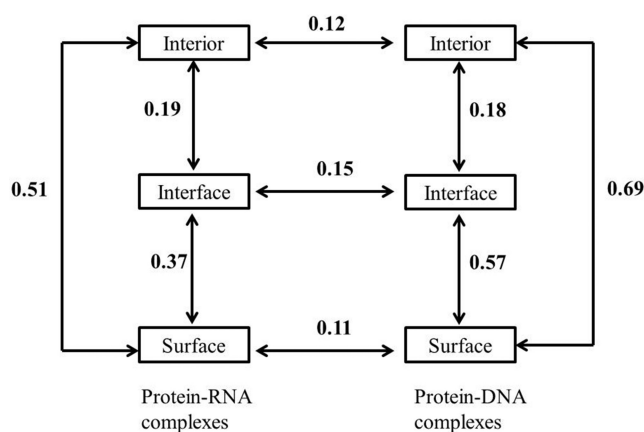 0.12
Interior
Interior
0.19
0.18
0.15
0.51
Interface
Interface
0.69
0.37
0.57
0.11
Surface
Surface
Protein-RNA
complexes
Protein-DNA
complexes